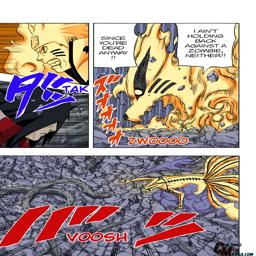 I AIN'T
HOLDING
BACK
AGAINST A
ZOMBIE,
NEITHER!!
SINCE
YOU'RE
DEAD
ANYWAY
!!
ZWOOOO
TAK
VOOSH